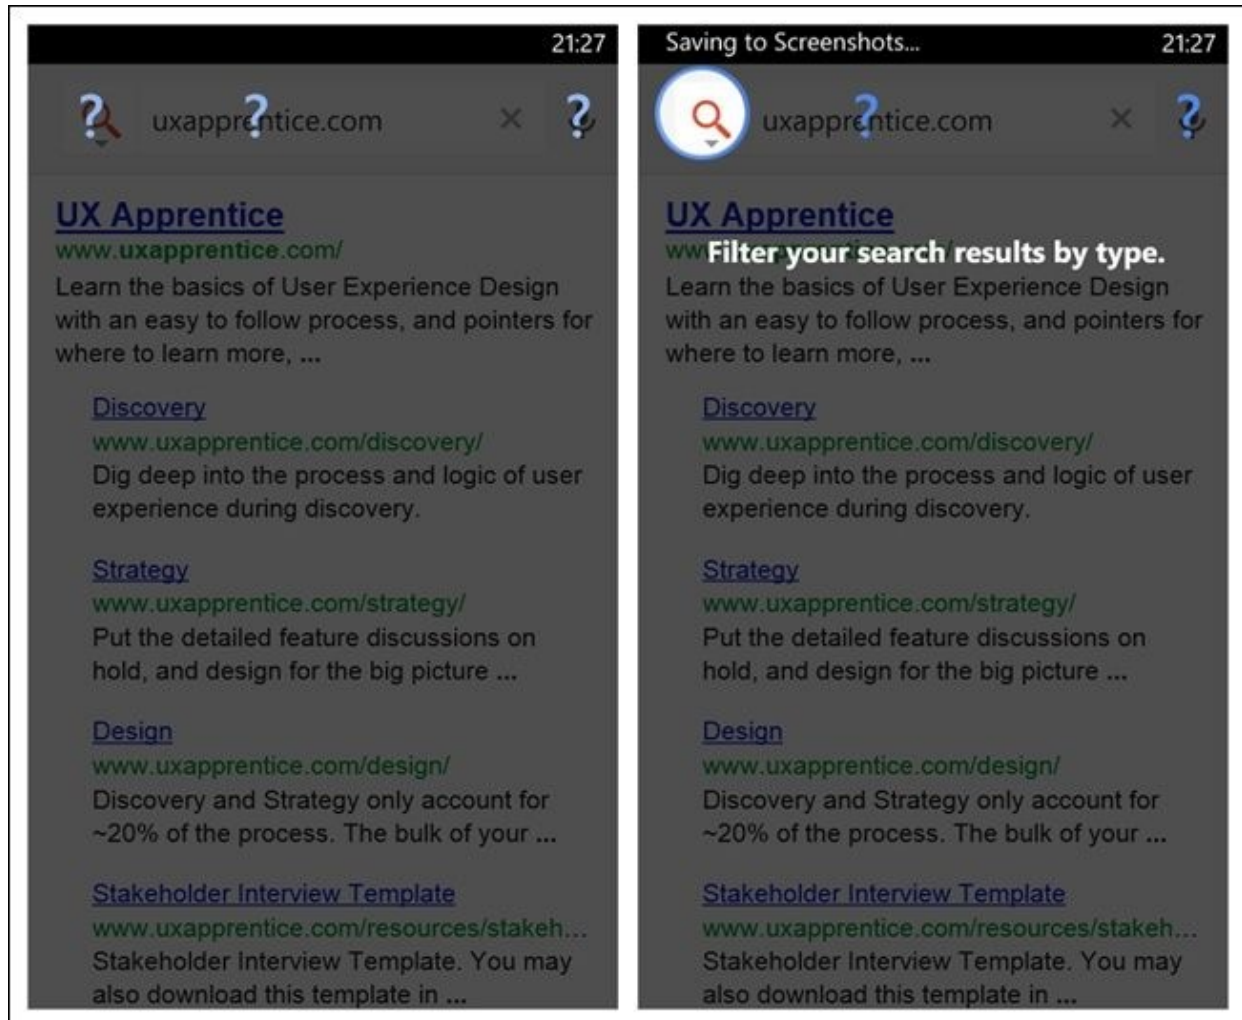 21:27
? ? ?
uxapprentice.com
UX Apprentice
www.uxapprentice.com/
Learn the basics of User Experience Design
with an easy to follow process, and pointers for
where to learn more, ...
Discovery
www.uxapprentice.com/discovery/
Dig deep into the process and logic of user
experience during discovery.
Strategy
www.uxapprentice.com/strategy/
Put the detailed feature discussions on
hold, and design for the big picture ...
Design
www.uxapprentice.com/design/
Discovery and Strategy only account for
~20% of the process. The bulk of your ...
Stakeholder Interview Template
www.uxapprentice.com/resources/stakeh...
Stakeholder Interview Template. You may
also download this template in ...
Saving to Screenshots... 21:27
? ?
uxapprentice.com
UX Apprentice
Filter your search results by type.
Learn the basics of User Experience Design
with an easy to follow process, and pointers for
where to learn more, ...
Discovery
www.uxapprentice.com/discovery/
Dig deep into the process and logic of user
experience during discovery.
Strategy
www.uxapprentice.com/strategy/
Put the detailed feature discussions on
hold, and design for the big picture ...
Design
www.uxapprentice.com/design/
Discovery and Strategy only account for
~20% of the process. The bulk of your ...
Stakeholder Interview Template
www.uxapprentice.com/resources/stakeh...
Stakeholder Interview Template. You may
also download this template in ...